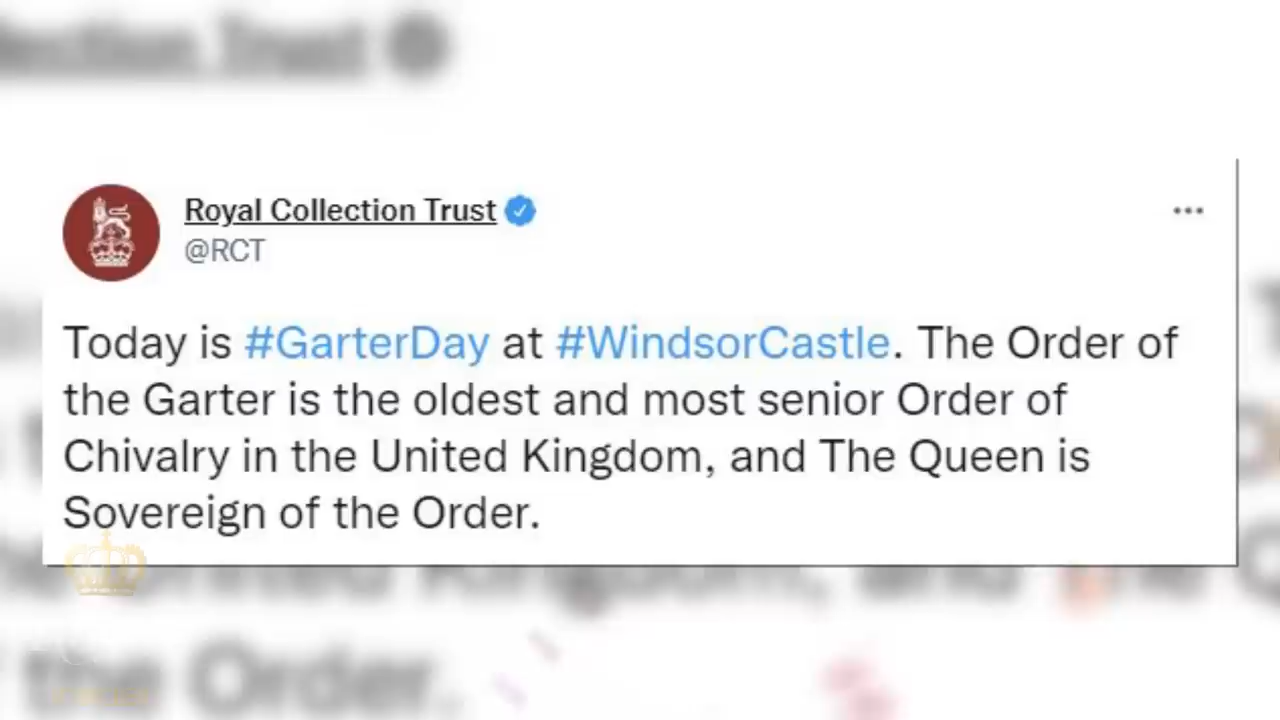 Royal Collection Trust
@RCT
Today is #GarterDay at #WindsorCastle. The Order of
the Garter is the oldest and most senior Order of
Chivalry in the United Kingdom, and The Queen is
Sovereign of the Order.